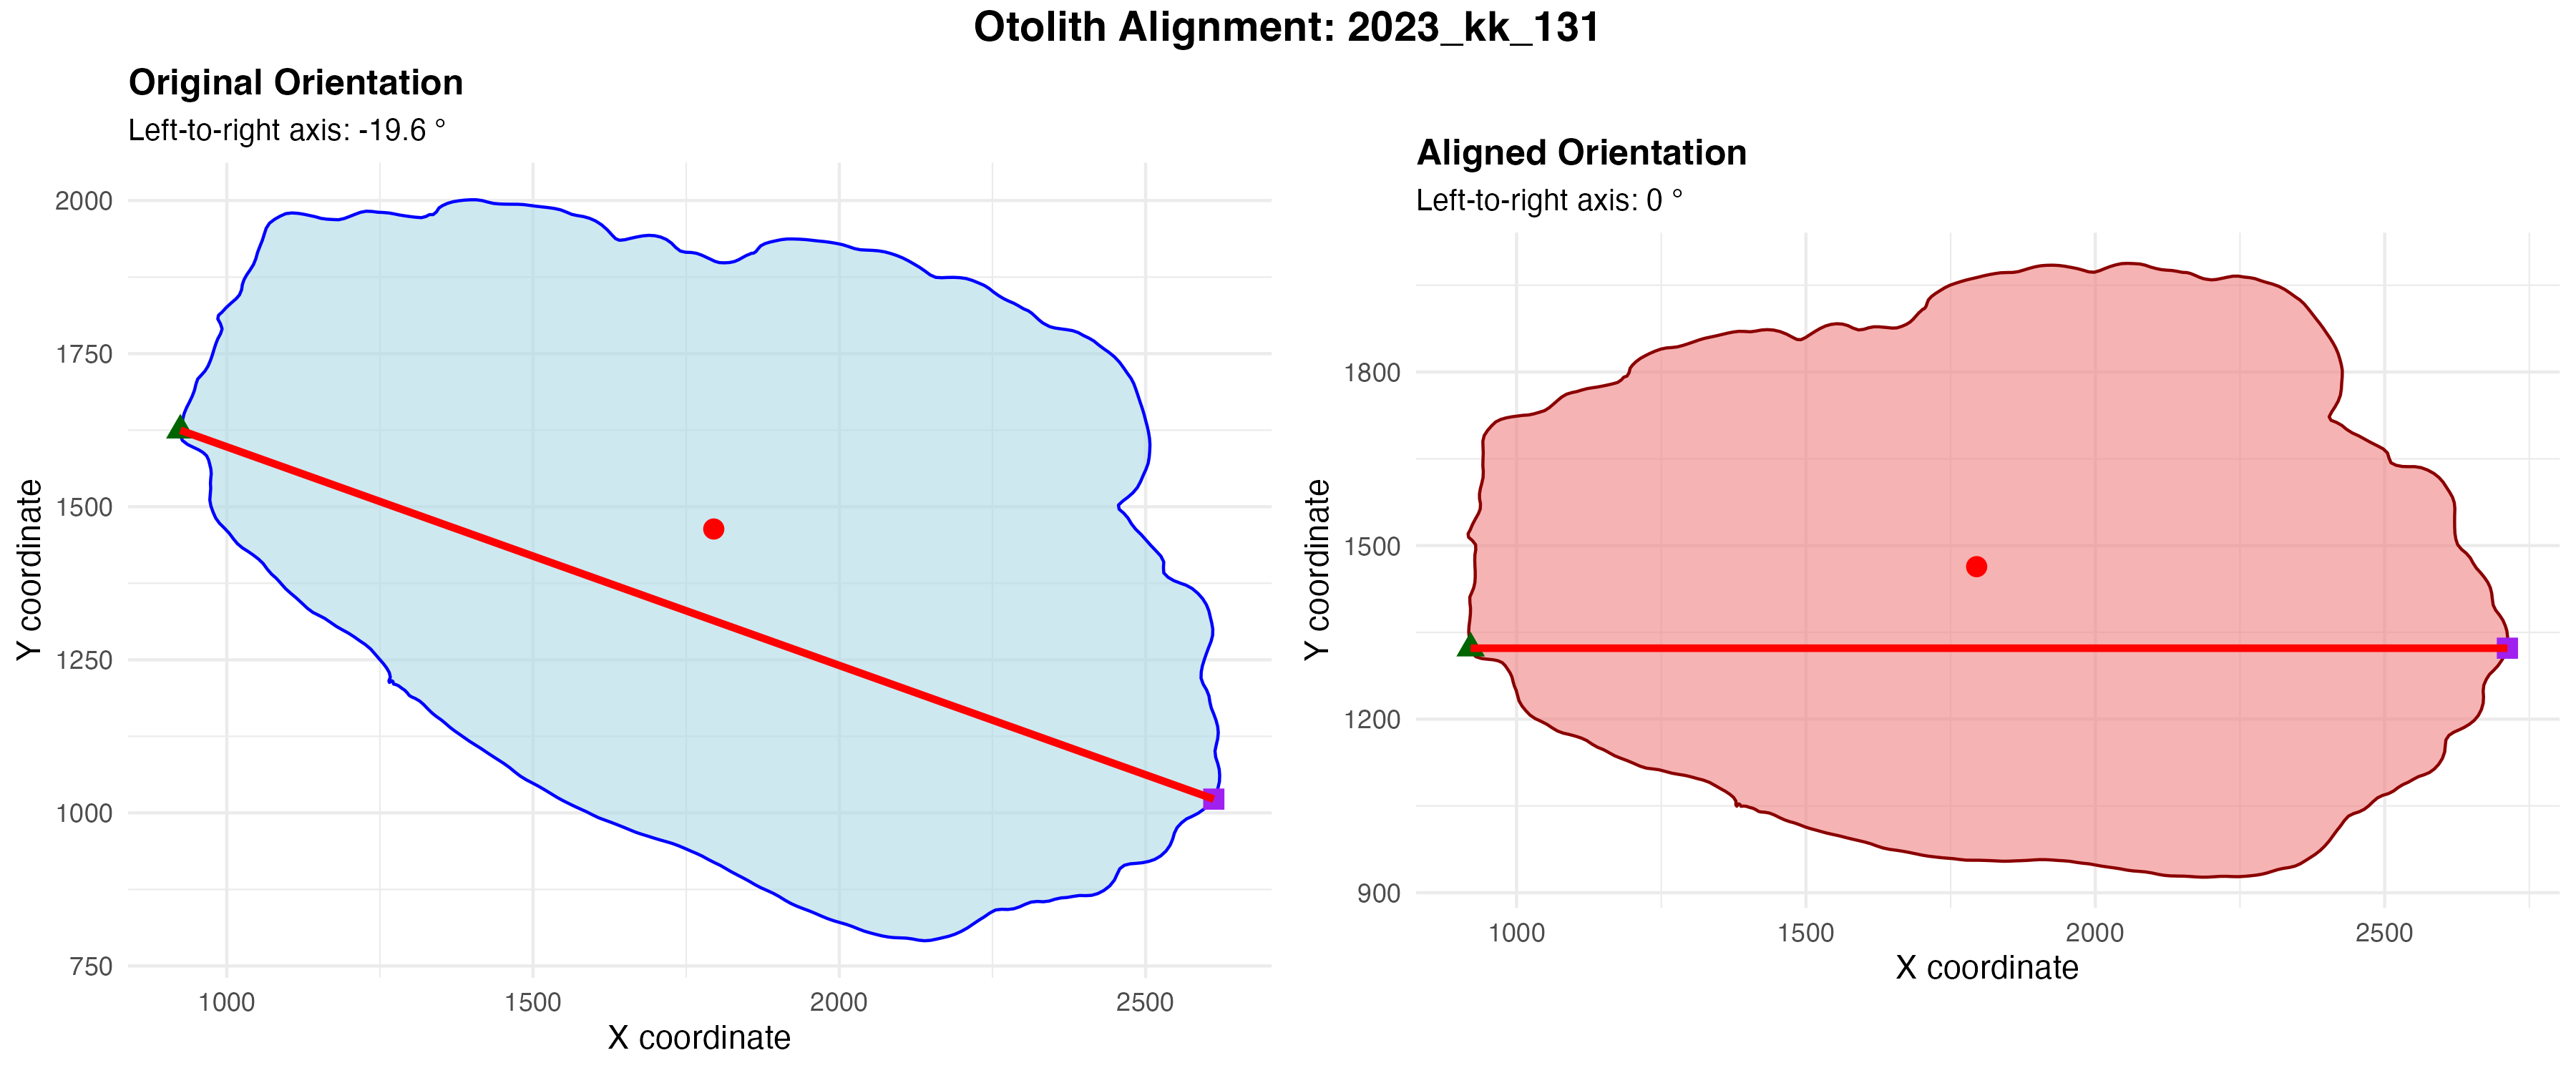 Otolith Alignment: 2023_kk_131
Original Orientation
Left-to-right axis: -19.6 °
2000
1750
1500
1250
1000
750
Y coordinate
1000 1500 2000 2500
X coordinate
Aligned Orientation
Left-to-right axis: 0 °
1800
1500
1200
900
Y coordinate
1000 1500 2000 2500
X coordinate